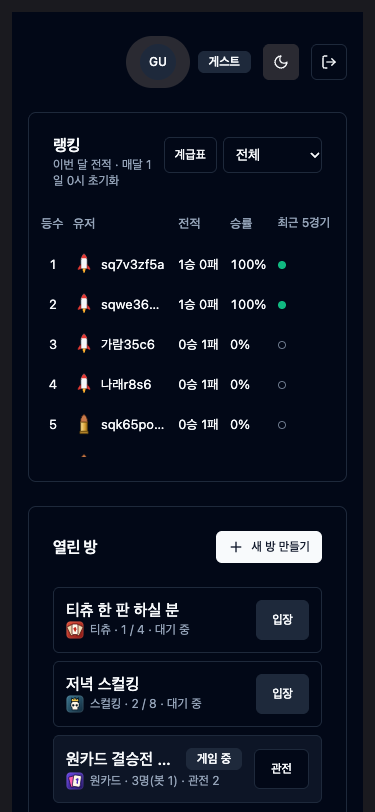 GU 게스트
랭킹
이번 달 전적 · 매달 1
일 0시 초기화
계급표 전체
등수 유저 전적 승률 최근 5경기
1 sq7v3zf5a 1승 0패 100%
2 sqwe36... 1승 0패 100%
3 가람35c6 0승 1패 0%
4 나래r8s6 0승 1패 0%
5 sqk65po... 0승 1패 0%
열린 방 새 방 만들기
티츄 한 판 하실 분
티츄 · 1 / 4 · 대기 중
입장
저녁 스컬킹
스컬킹 · 2 / 8 · 대기 중
입장
원카드 결승전 ... 게임 중
원카드 · 3명(봇 1) · 관전 2
관전